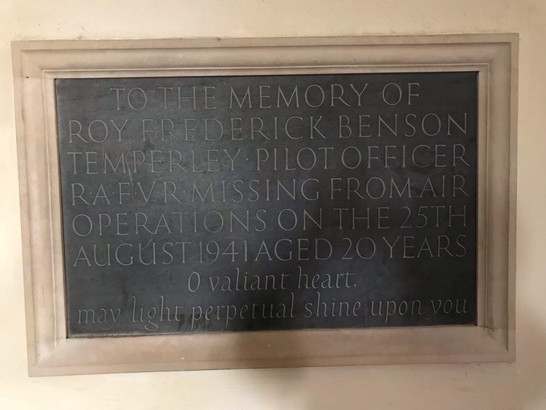 TO THE MEMORY OF
ROY FREDERICK BENSON
TEMPERLEY · PILOT OFFICER
R·A·F·V·R· MISSING FROM AIR
OPERATIONS ON THE 25TH
AUGUST 1941 AGED 20 YEARS
O valiant heart,
may light perpetual shine upon you